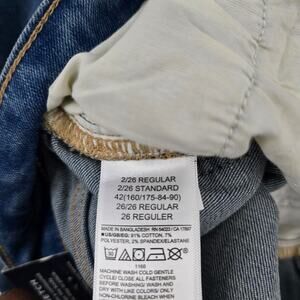 2/26 REGULAR
2/26 STANDARD
42(160/175-84-90)
26/26 REGULAR
26 REGULER
MADE IN BANGLADESH RN 54023 / CA 17897
US/GB/EG: 91% COTTON, 7%
POLYESTER, 2% SPANDEX/ELASTANE
1166
MACHINE WASH COLD GENTLE
CYCLE/ CLOSE ALL FASTENERS
BEFORE WASHING/ WASH AND
DRY WITH LIKE COLORS/ ONLY
NON-CHLORINE BLEACH WHEN